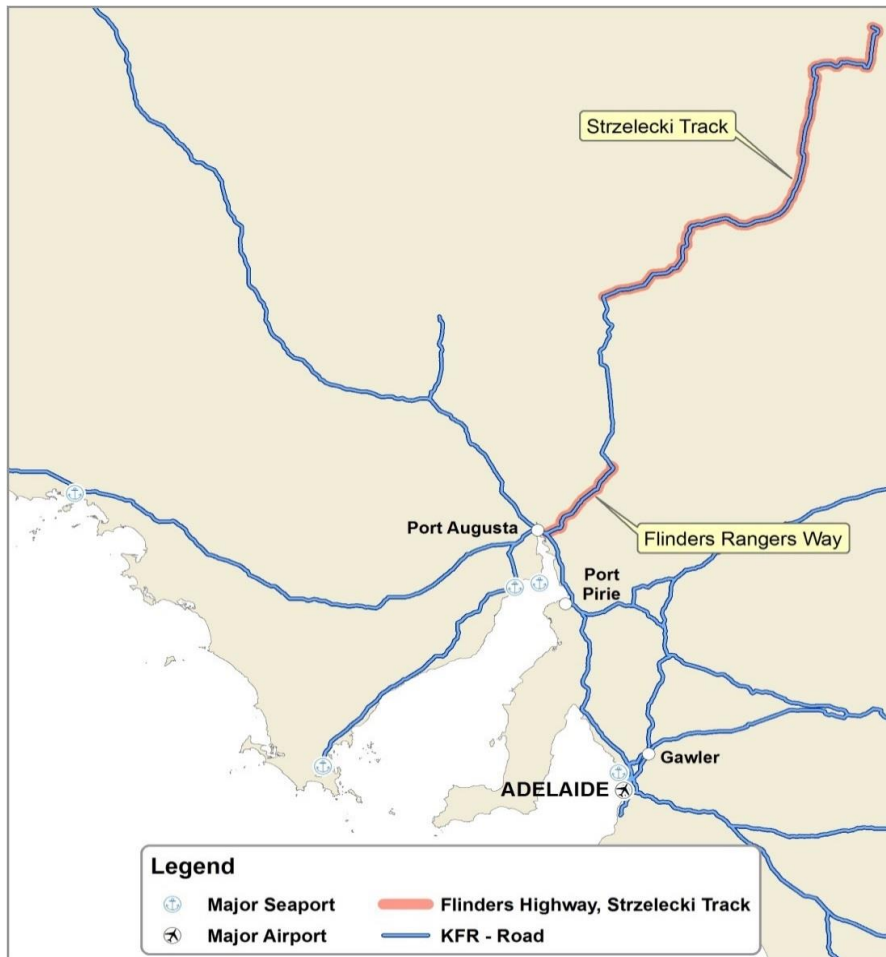 Strzelecki Track
Port Augusta
Flinders Rangers Way
Port
Pirie
Gawler
ADELAIDE
Legend
Major Seaport
Flinders Highway, Strzelecki Track
Major Airport
KFR - Road